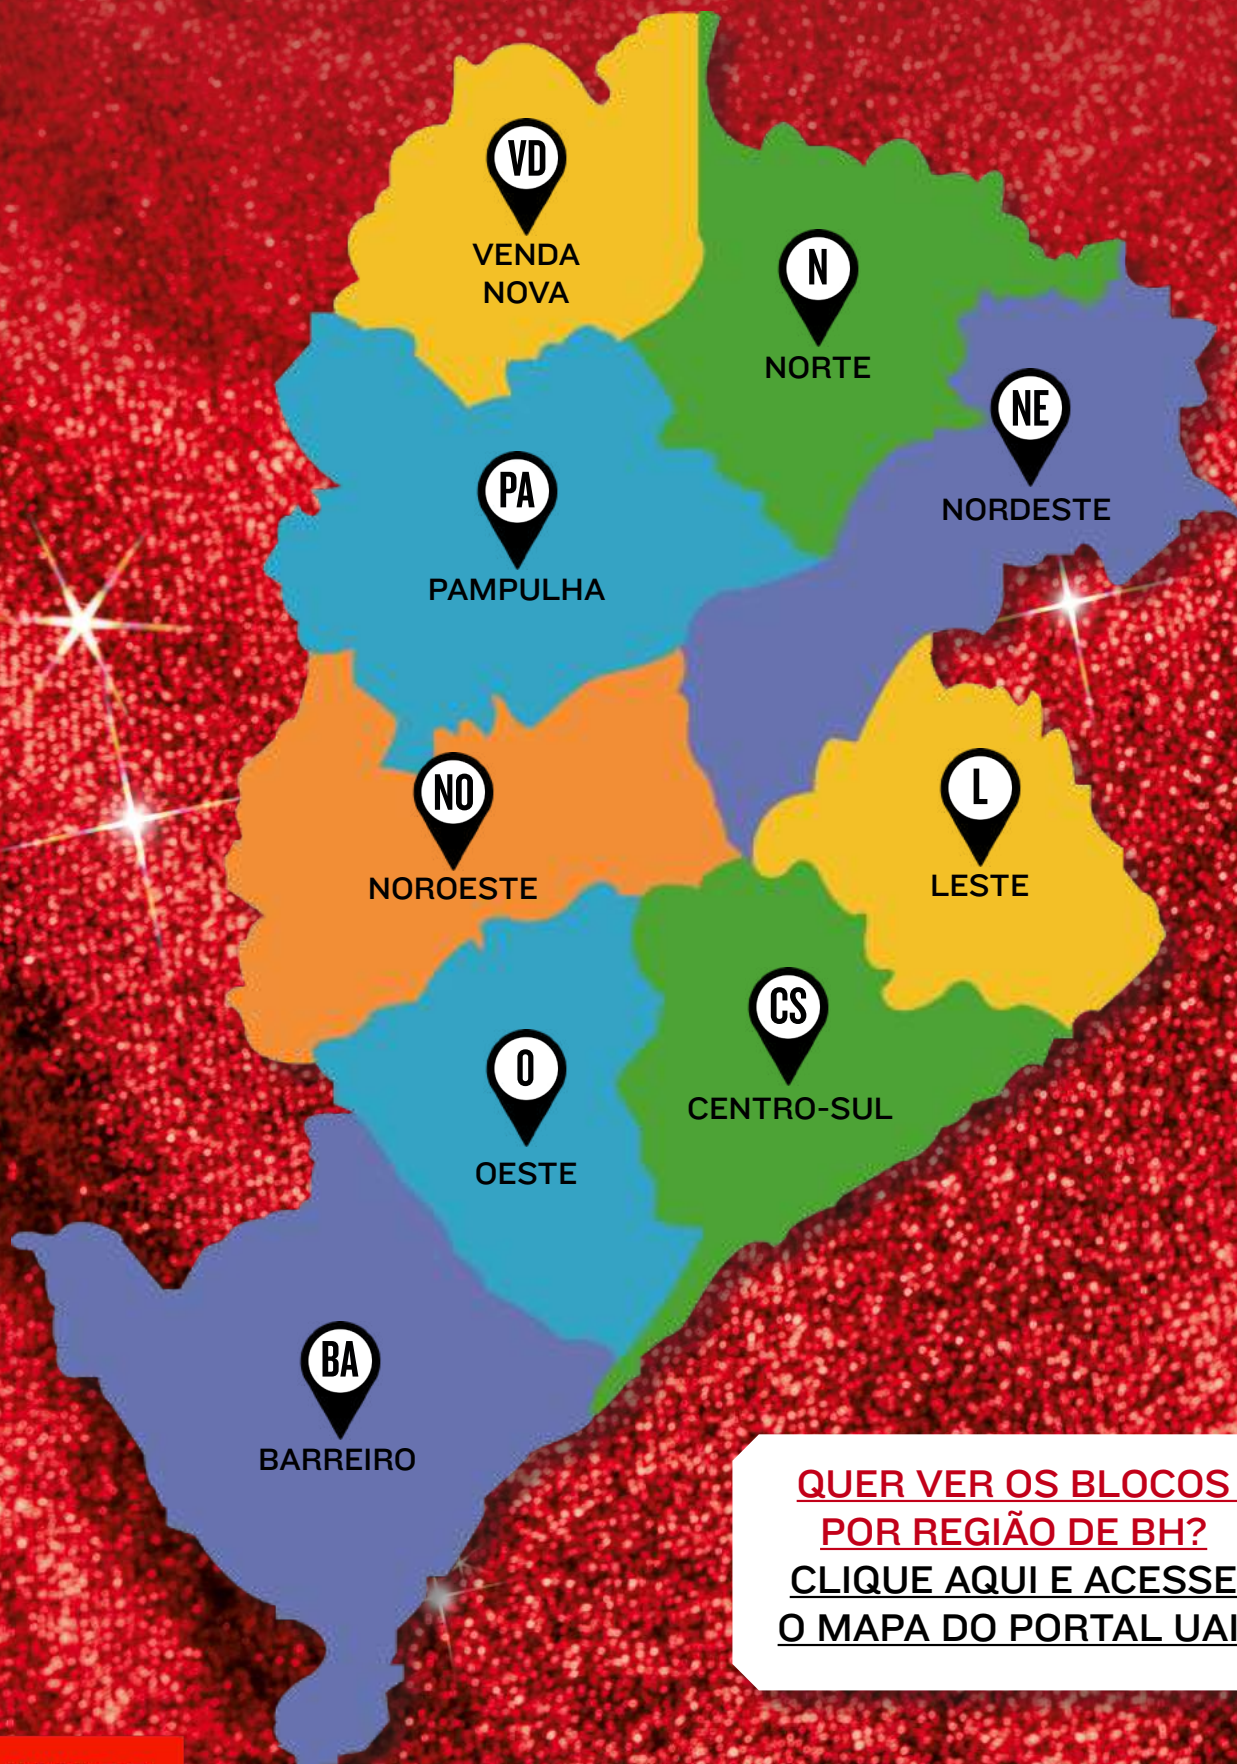 VD
VENDA
NOVA
N
NORTE
NE
NORDESTE
PA
PAMPULHA
NO
NOROESTE
L
LESTE
CS
CENTRO-SUL
O
OESTE
BA
BARREIRO
QUER VER OS BLOCOS
POR REGIÃO DE BH?
CLIQUE AQUI E ACESSE
O MAPA DO PORTAL UAI